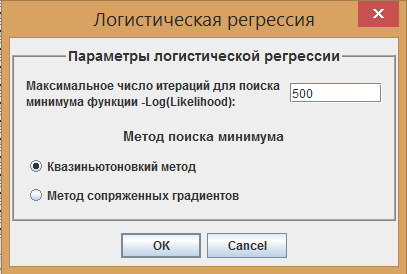 Логистическая регрессия
Параметры логистической регрессии
Максимальное число итераций для поиска
минимума функции -Log(Likelihood):
500
Метод поиска минимума
Квазиньютоновкий метод
Метод сопряженных градиентов
OK
Cancel